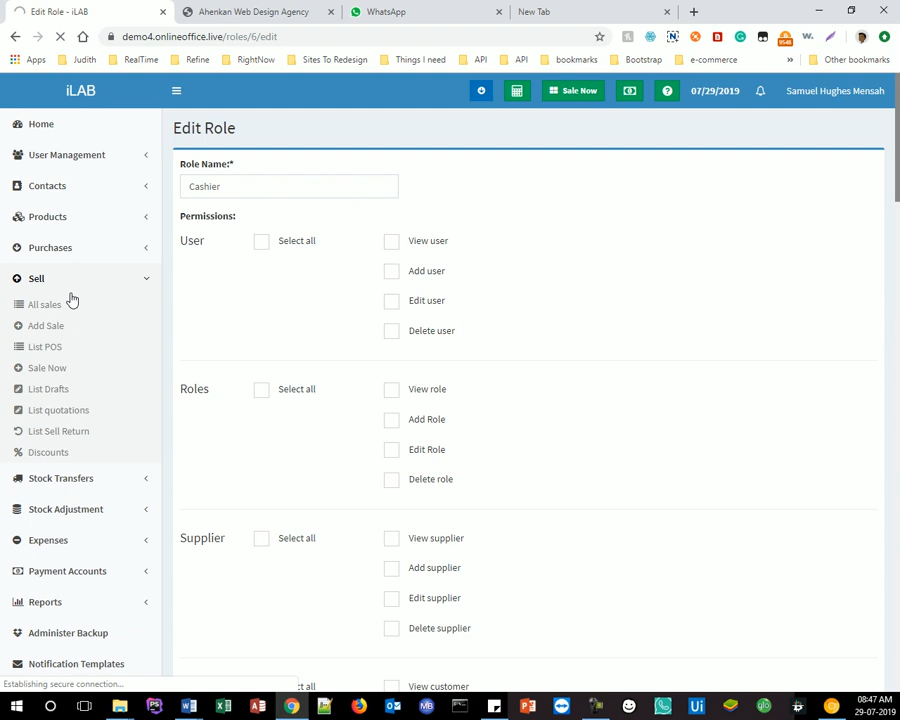 Edit Role - iLAB
Ahenkan Web Design Agency
WhatsApp
New Tab
demo4.onlineoffice.live/roles/6/edit
9548
Apps
Judith
RealTime
Refine
RightNow
Sites To Redesign
Things I need
API
API
bookmarks
Bootstrap
e-commerce
»
Other bookmarks
iLAB
Sale Now
07/29/2019
Samuel Hughes Mensah
Home
User Management
Contacts
Products
Purchases
Sell
All sales
Add Sale
List POS
Sale Now
List Drafts
List quotations
List Sell Return
Discounts
Stock Transfers
Stock Adjustment
Expenses
Payment Accounts
Reports
Administer Backup
Notification Templates
Establishing secure connection...
Edit Role
Role Name:*
Cashier
Permissions:
User
Select all
View user
Add user
Edit user
Delete user
Roles
Select all
View role
Add Role
Edit Role
Delete role
Supplier
Select all
View supplier
Add supplier
Edit supplier
Delete supplier
ct all
View customer
08:47 AM
29-07-2019